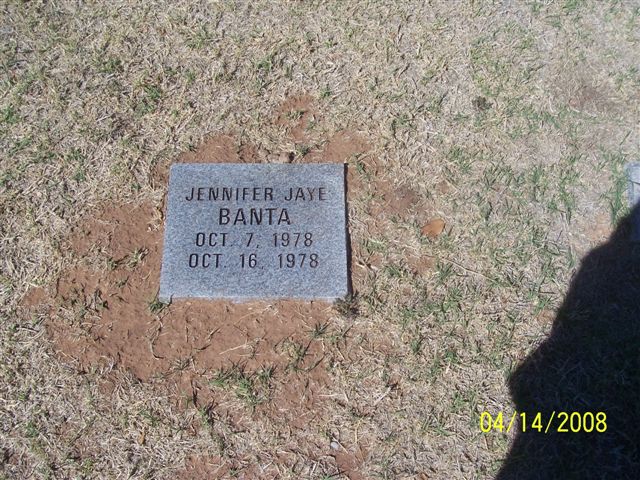 JENNIFER JAYE
BANTA
OCT. 7, 1978
OCT. 16, 1978
04/14/2008